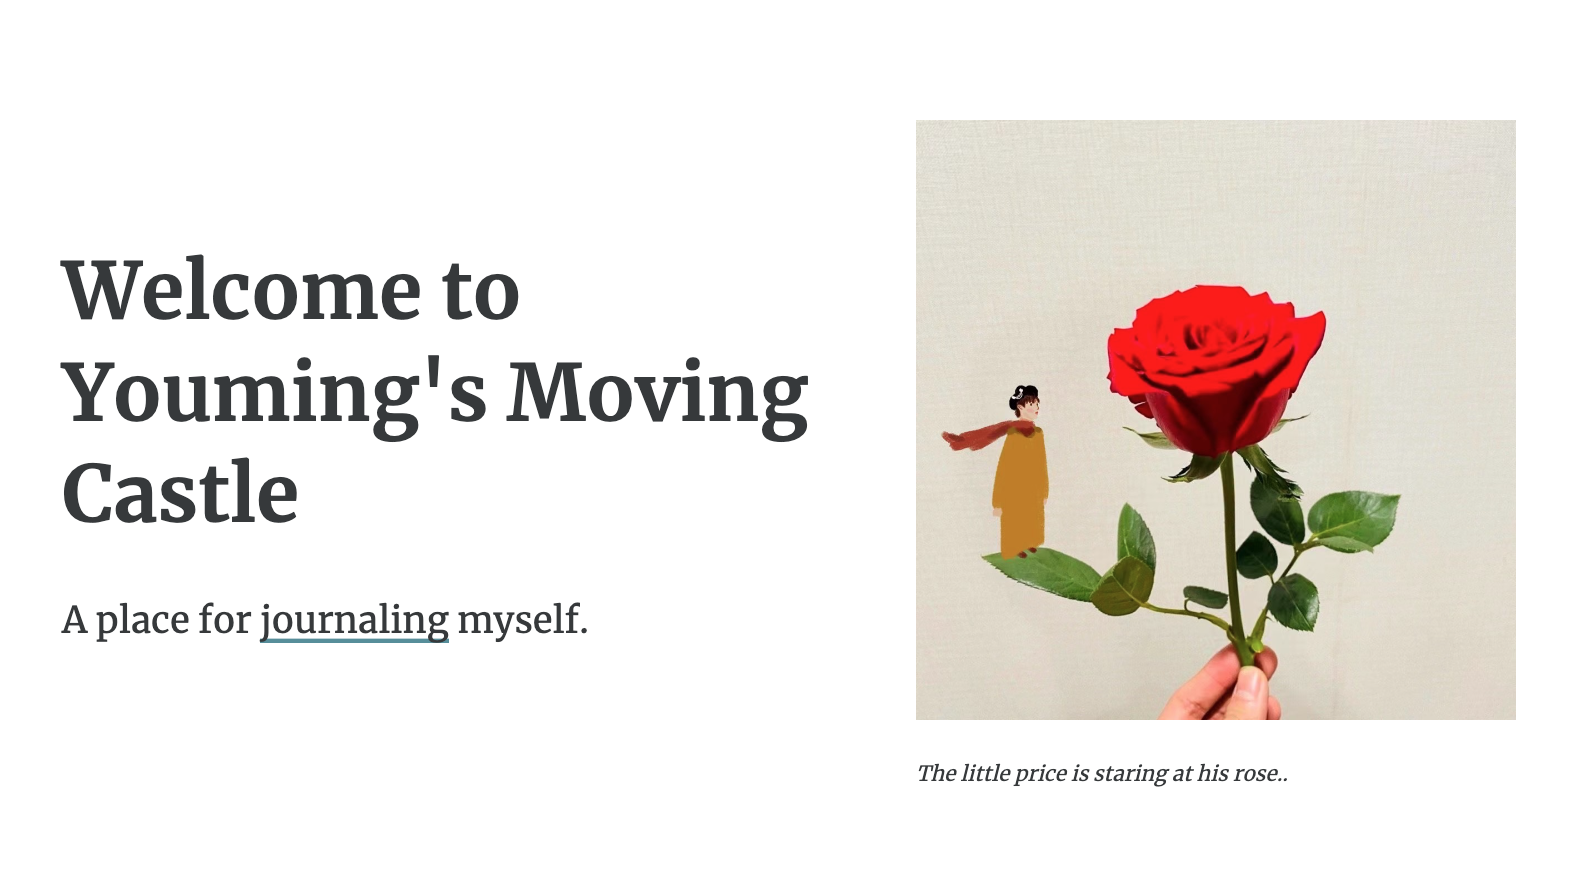 Welcome to
Youming's Moving
Castle
A place for journaling myself.
The little price is staring at his rose..